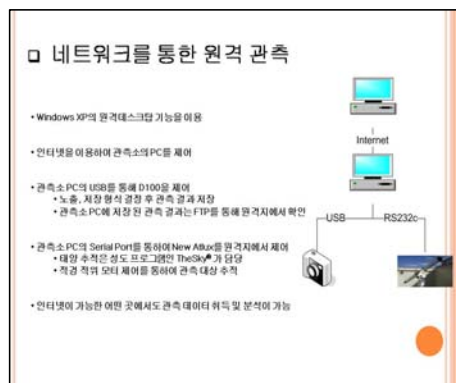 □ 네트워크를 통한 원격 관측
• Windows XP의 원격데스크탑 기능을 이용
• 인터넷을 이용하여 관측소의 PC를 제어
• 관측소 PC의 USB를 통해 D100을 제어
• 노출, 저장 형식 결정 후 관측 결과 저장
• 관측소 PC에 저장 된 관측 결과는 FTP를 통해 원격지에서 확인
• 관측소 PC의 Serial Port를 통하여 New Atlux를 원격지에서 제어
• 태양 추적은 성도 프로그램인 TheSky®가 담당
• 적경 적위 모터 제어를 통하여 관측 대상 추적
• 인터넷이 가능한 어떤 곳에서도 관측 데이터 취득 및 분석이 가능
Internet
USB
RS232c